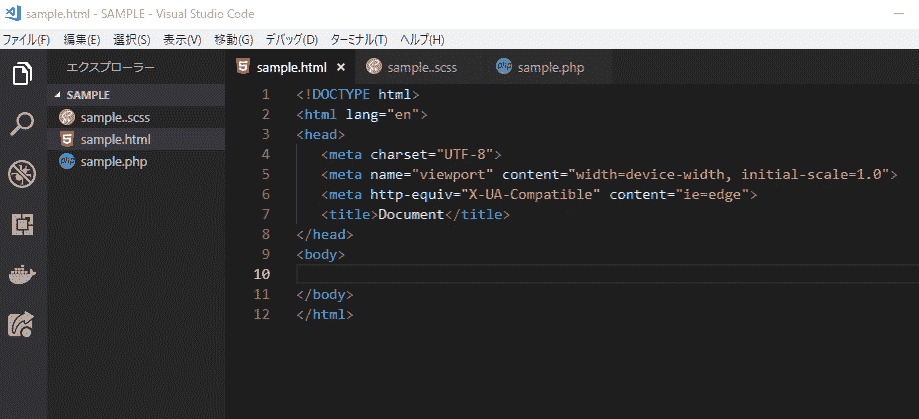 sample.html - SAMPLE - Visual Studio Code
ファイル(F) 編集(E) 選択(S) 表示(V) 移動(G) デバッグ(D) ターミナル(T) ヘルプ(H)
エクスプローラー
SAMPLE
sample..scss
sample.html
php sample.php
5 sample.html × sample..scss php sample.php
1 <!DOCTYPE html>
2 <html lang="en">
3 <head>
4 <meta charset="UTF-8">
5 <meta name="viewport" content="width=device-width, initial-scale=1.0">
6 <meta http-equiv="X-UA-Compatible" content="ie=edge">
7 <title>Document</title>
8 </head>
9 <body>
10
11 </body>
12 </html>